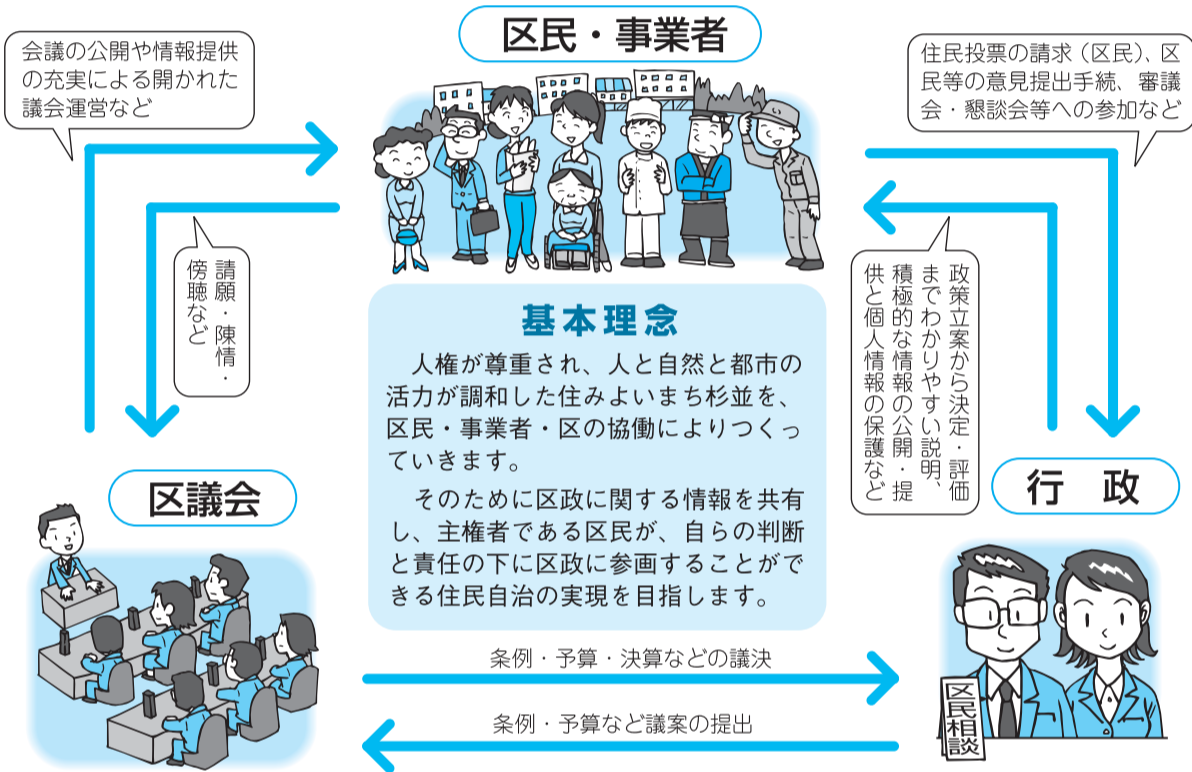 区民・事業者
会議の公開や情報提供
の充実による開かれた
議会運営など
住民投票の請求（区民）、区
民等の意見提出手続、審議
会・懇談会等への参加など
請願・陳情・
傍聴など
政策立案から決定・評価
までわかりやすい説明、
積極的な情報の公開・提
供と個人情報の保護など
基本理念
人権が尊重され、人と自然と都市の
活力が調和した住みよいまち杉並を、
区民・事業者・区の協働によりつくっ
ていきます。
そのために区政に関する情報を共有
し、主権者である区民が、自らの判断
と責任の下に区政に参画することがで
きる住民自治の実現を目指します。
区議会
行　政
条例・予算・決算などの議決
条例・予算など議案の提出
区民相談